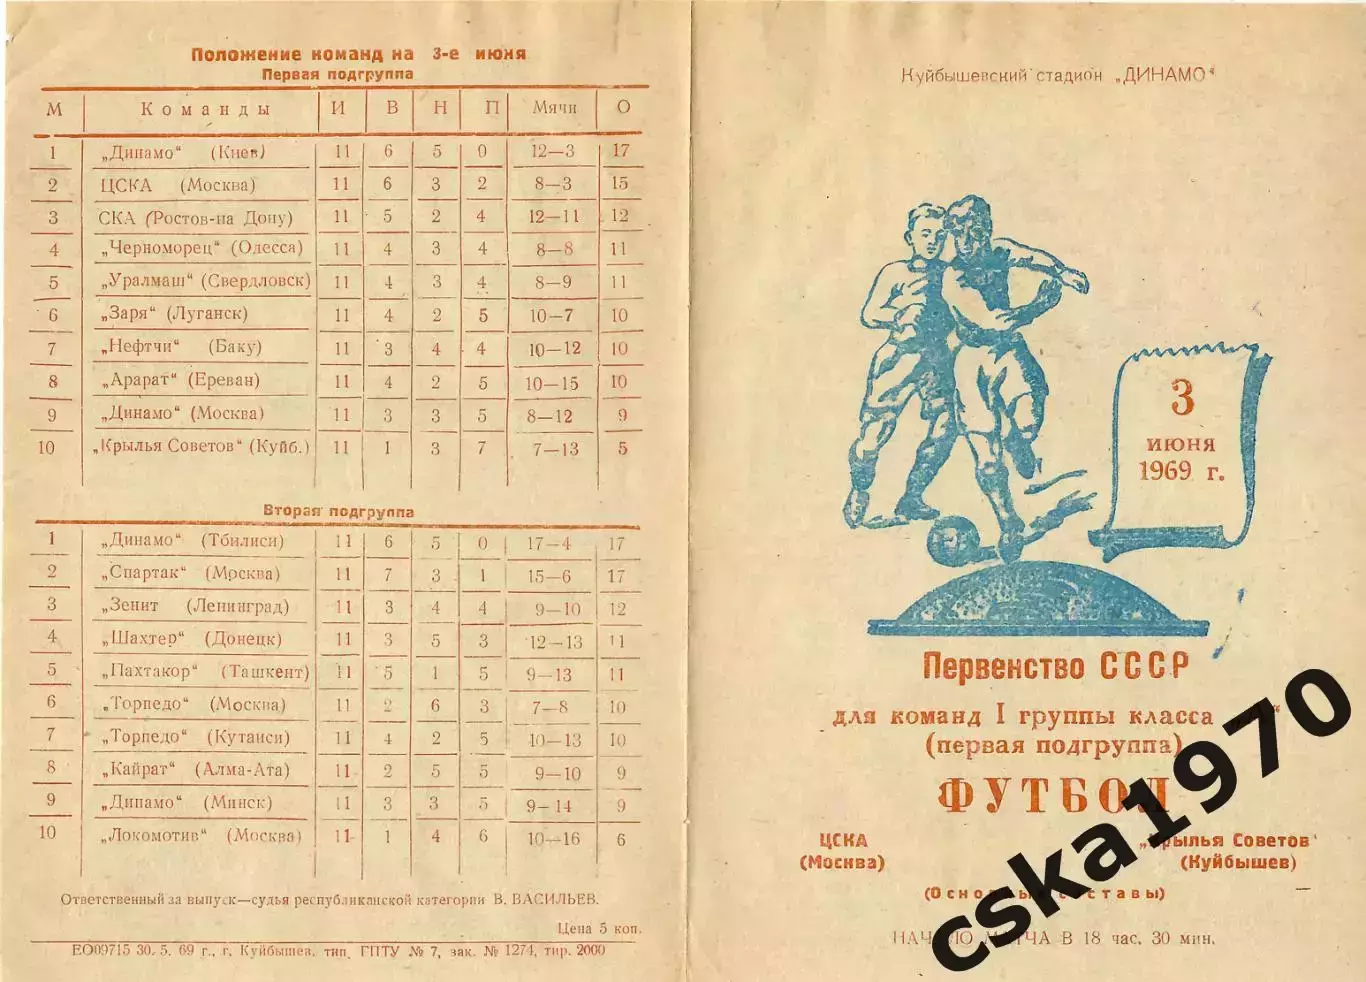 Положение команд на 3-е июня
Первая подгруппа
М Команды И В Н П Мячи О
1 „Динамо“ (Киев) 11 6 5 0 12—3 17
2 ЦСКА (Москва) 11 6 3 2 8—3 15
3 СКА (Ростов-на Дону) 11 5 2 4 12—11 12
4 „Черноморец“ (Одесса) 11 4 3 4 8—8 11
5 „Уралмаш“ (Свердловск) 11 4 3 4 8—9 11
6 „Заря“ (Луганск) 11 4 2 5 10—7 10
7 „Нефтчи“ (Баку) 11 3 4 4 10—12 10
8 „Арарат“ (Ереван) 11 4 2 5 10—15 10
9 „Динамо“ (Москва) 11 3 3 5 8—12 9
10 „Крылья Советов“ (Куйб.) 11 1 3 7 7—13 5
Вторая подгруппа
1 „Динамо“ (Тбилиси) 11 6 5 0 17—4 17
2 „Спартак“ (Москва) 11 7 3 1 15—6 17
3 „Зенит (Ленинград) 11 3 4 4 9—10 12
4 „Шахтер“ (Донецк) 11 3 5 3 12—13 11
5 „Пахтакор“ (Ташкент) 11 5 1 5 9—13 11
6 „Торпедо“ (Москва) 11 2 6 3 7—8 10
7 „Торпедо“ (Кутаиси) 11 4 2 5 10—13 10
8 „Кайрат“ (Алма-Ата) 11 2 5 5 9—10 9
9 „Динамо“ (Минск) 11 3 3 5 9—14 9
10 „Локомотив“ (Москва) 11 1 4 6 10—16 6
Ответственный за выпуск—судья республиканской категории В. ВАСИЛЬЕВ.
Цена 5 коп.
ЕО09715 30. 5. 69 г., г. Куйбышев, тип. ГПТУ № 7, зак. № 1274, тир. 2000
Куйбышевский стадион „ДИНАМО“
3
июня
1969 г.
Первенство СССР
для команд I группы класса
(первая подгруппа)
ФУТБОЛ
ЦСКА
(Москва)
„Крылья Советов“
(Куйбышев)
(Основные составы)
НАЧАЛО МАТЧА В 18 час. 30 мин.
cska1970